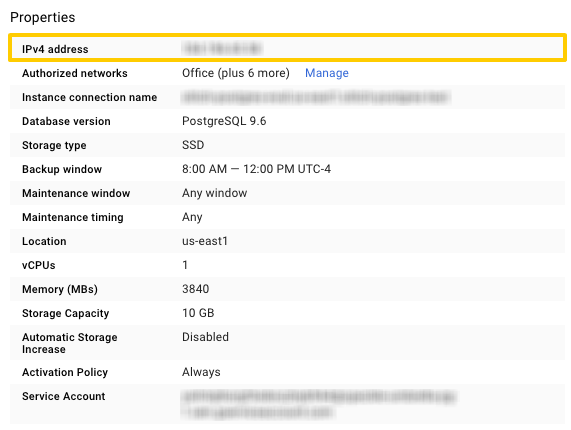 Properties
IPv4 address
Authorized networks Office (plus 6 more) Manage
Instance connection name
Database version PostgreSQL 9.6
Storage type SSD
Backup window 8:00 AM — 12:00 PM UTC-4
Maintenance window Any window
Maintenance timing Any
Location us-east1
vCPUs 1
Memory (MBs) 3840
Storage Capacity 10 GB
Automatic Storage Disabled
Increase
Activation Policy Always
Service Account